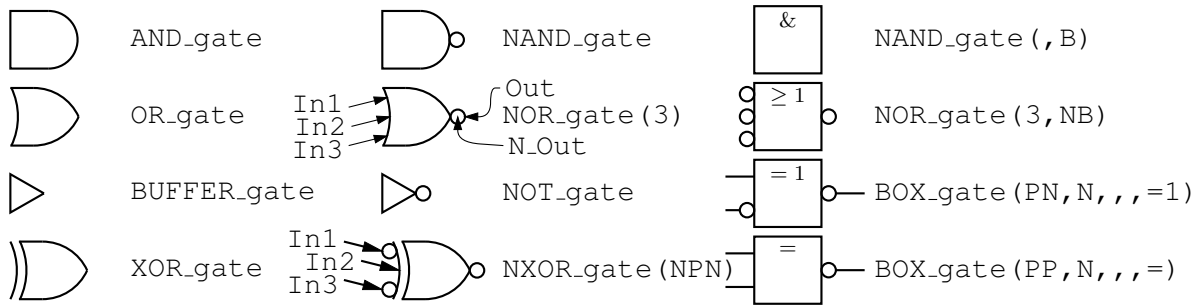 AND_gate NAND_gate & NAND_gate(,B)
Out
In1 ≥ 1
OR_gate In2 NOR_gate(3) NOR_gate(3,NB)
In3 N_Out
BUFFER_gate NOT_gate = 1 BOX_gate(PN,N,,,=1)
In1 =
XOR_gate In2 NXOR_gate(NPN) BOX_gate(PP,N,,,=)
In3